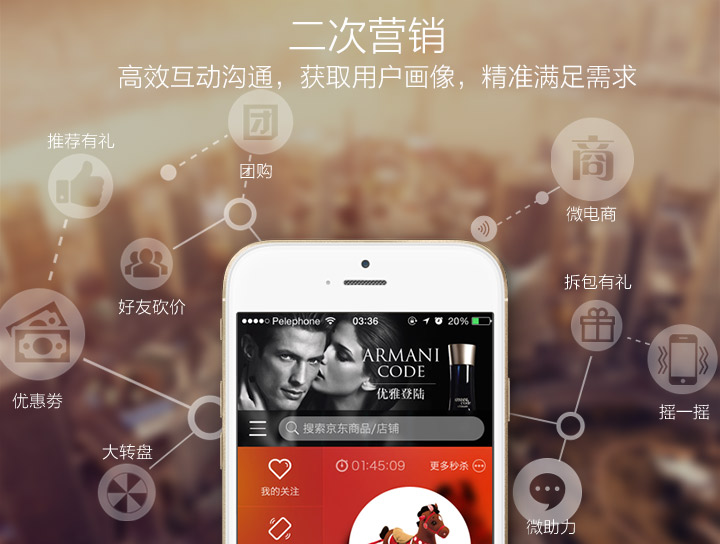 二次营销
高效互动沟通，获取用户画像，精准满足需求
团
推荐有礼
团购
商
微电商
好友砍价
拆包有礼
Pelephone
03:36
20%
ARMANI
CODE
优雅登陆
优惠券
摇一摇
搜索京东商品/店铺
大转盘
01:45:09
更多秒杀
我的关注
微助力